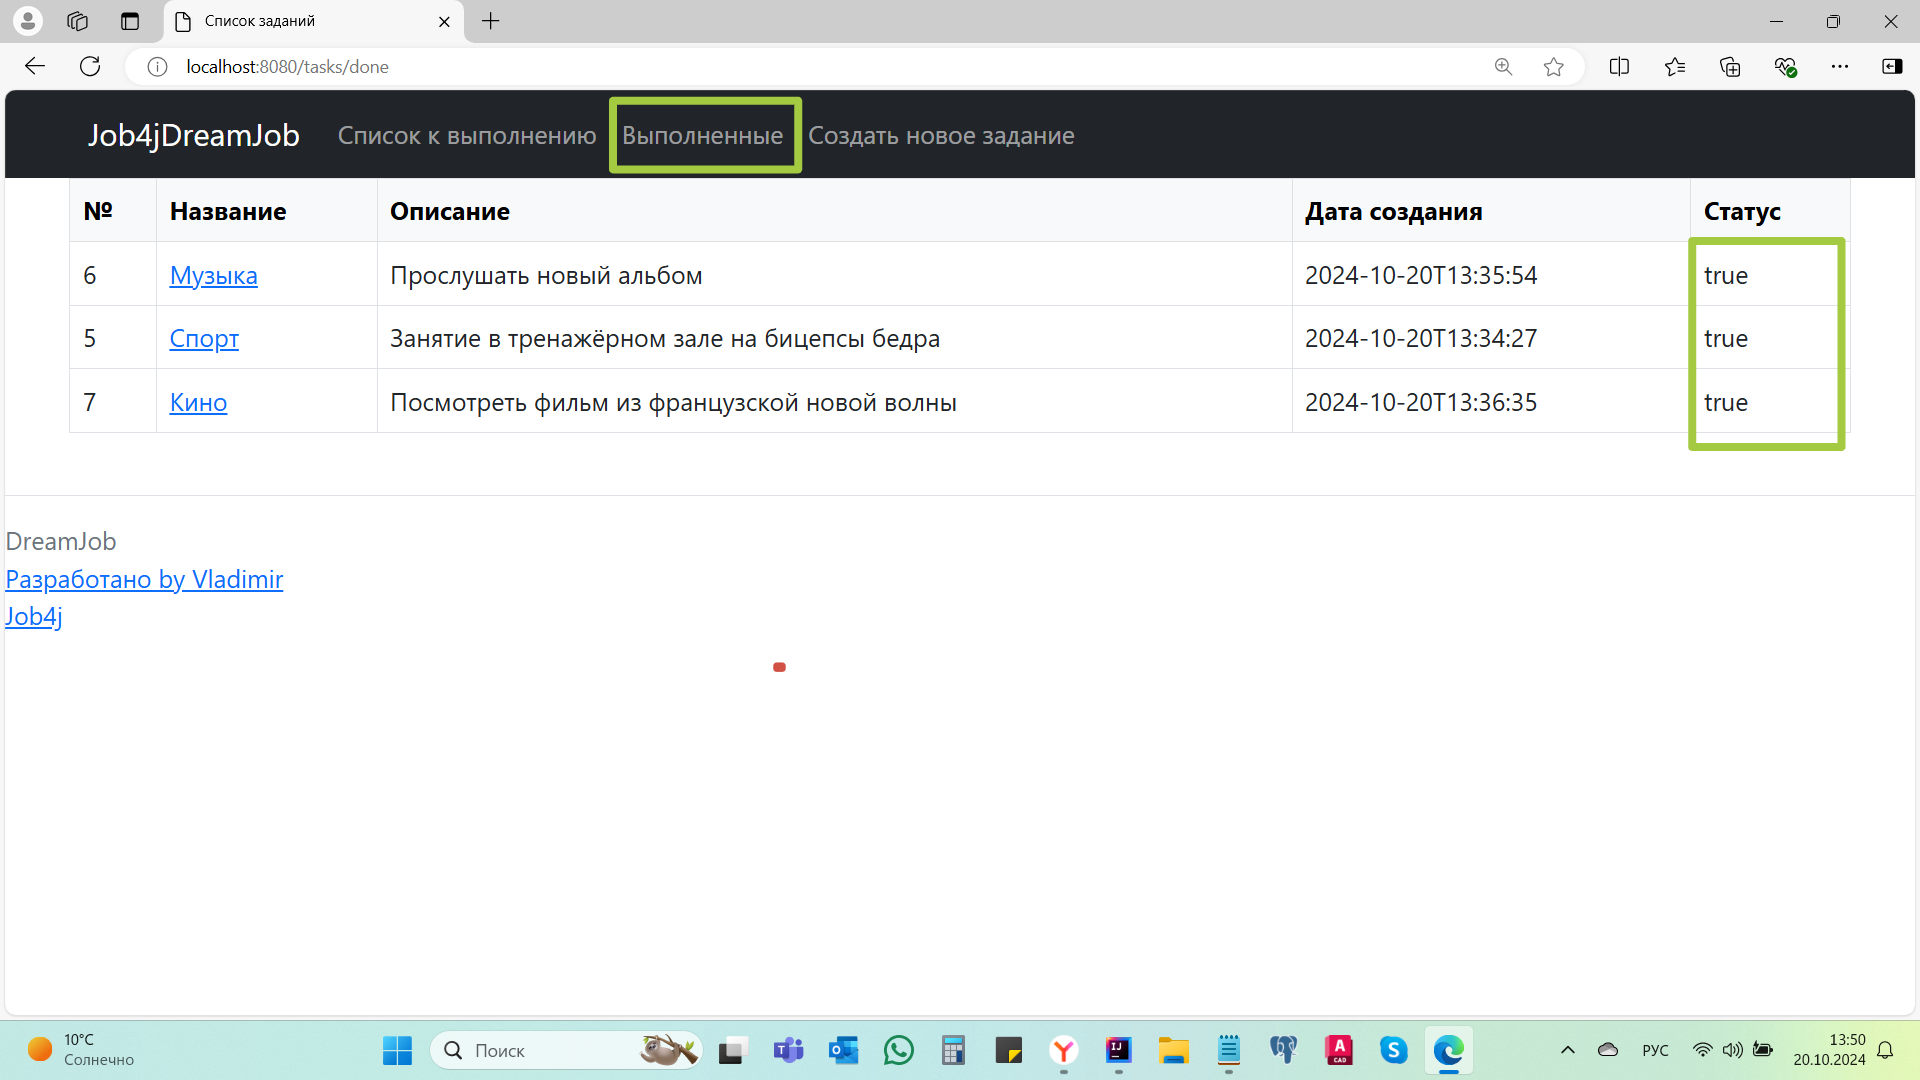 Список заданий
localhost:8080/tasks/done
Job4jDreamJob Список к выполнению Выполненные Создать новое задание
№ Название Описание Дата создания Статус
6 Музыка Прослушать новый альбом 2024-10-20T13:35:54 true
5 Спорт Занятие в тренажёрном зале на бицепсы бедра 2024-10-20T13:34:27 true
7 Кино Посмотреть фильм из французской новой волны 2024-10-20T13:36:35 true
DreamJob
Разработано by Vladimir
Job4j
10°C
Солнечно
Поиск
РУС
13:50
20.10.2024